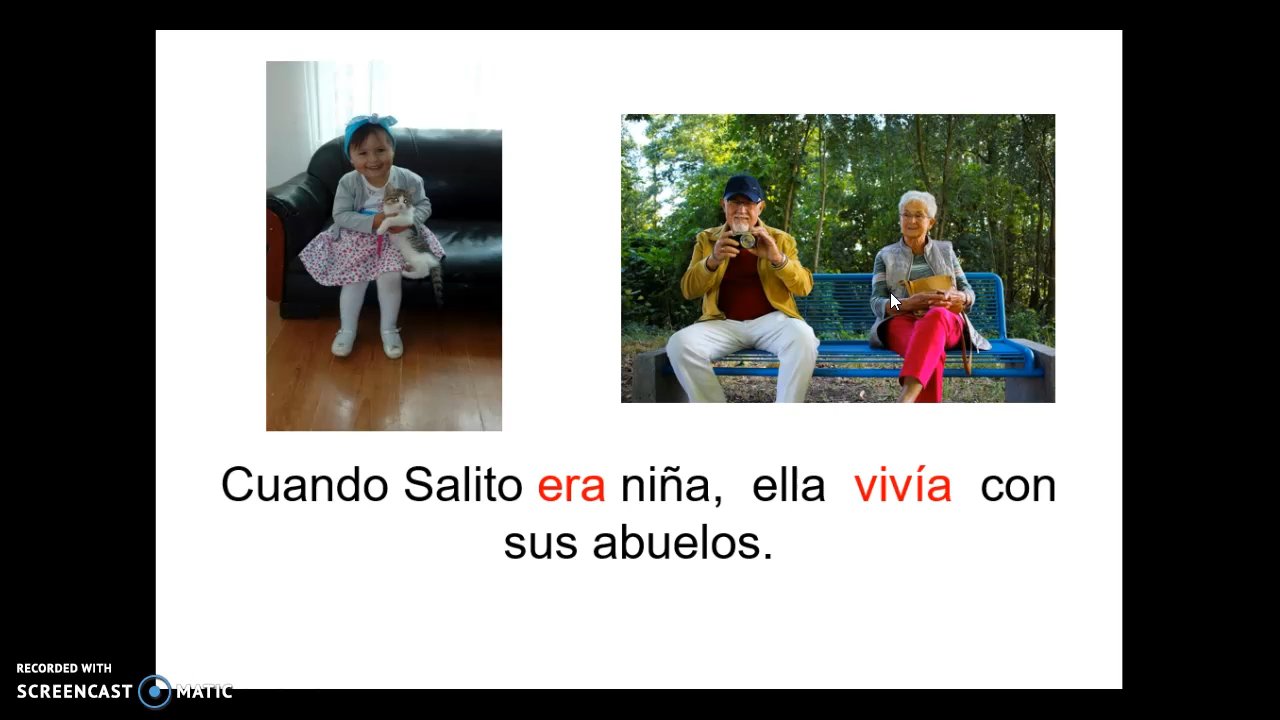 Cuando Salito era niña, ella vivía con
sus abuelos.
RECORDED WITH
SCREENCAST MATIC